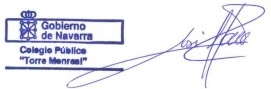 Gobierno
de Navarra
Colegio Público
"Torre Monreal"